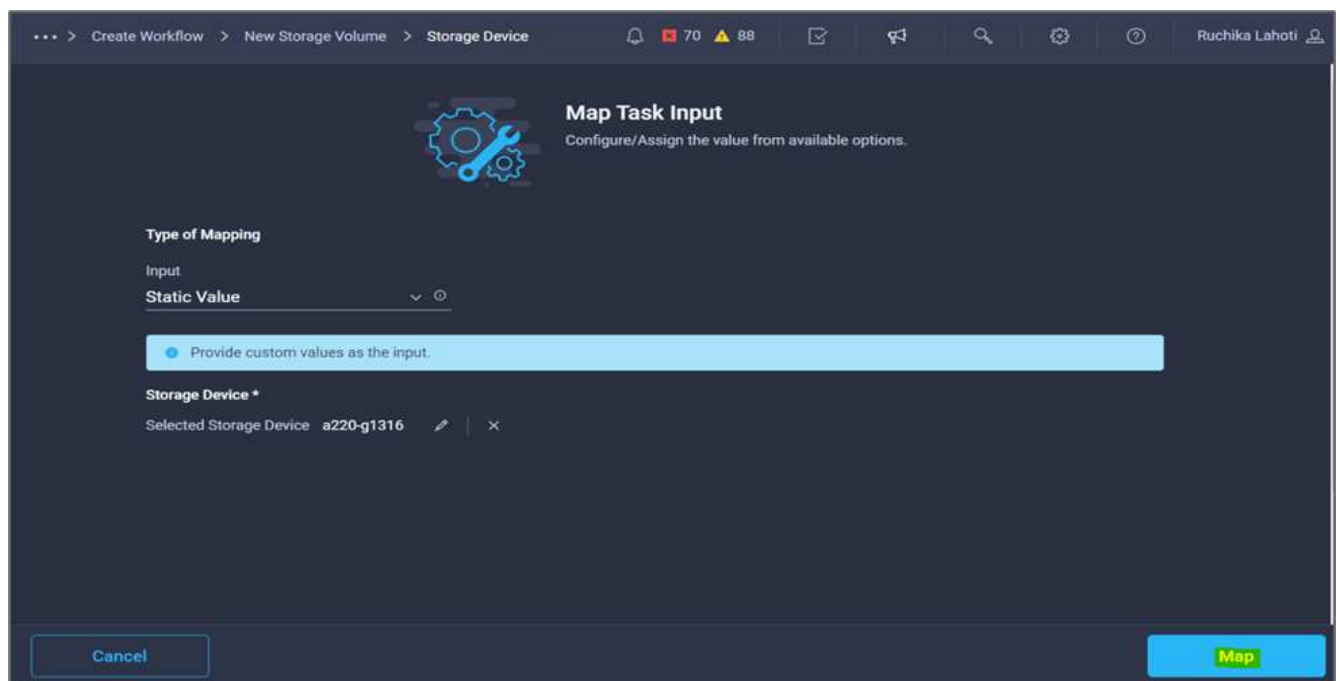 ••• > Create Workflow > New Storage Volume > Storage Device 70 88 Ruchika Lahoti
Map Task Input
Configure/Assign the value from available options.
Type of Mapping
Input
Static Value
Provide custom values as the input.
Storage Device *
Selected Storage Device a220-g1316
Cancel Map